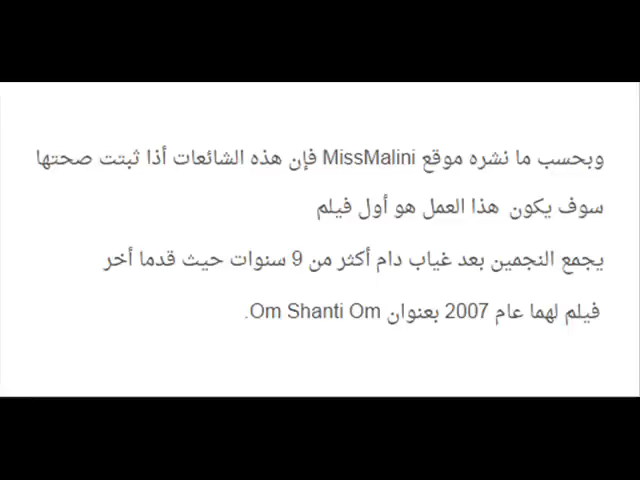 وبحسب ما نشره موقع MissMalini فإن هذه الشائعات أذا ثبتت صحتها
سوف يكون هذا العمل هو أول فيلم
يجمع النجمين بعد غياب دام أكثر من 9 سنوات حيث قدما أخر
فيلم لهما عام 2007 بعنوان Om Shanti Om.